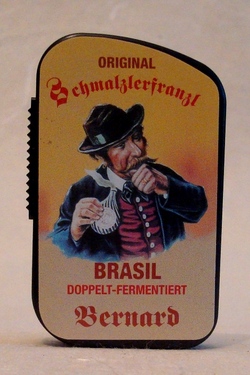 ORIGINAL
Schmalzlerfranzl
BRASIL
DOPPELT-FERMENTIERT
Bernard